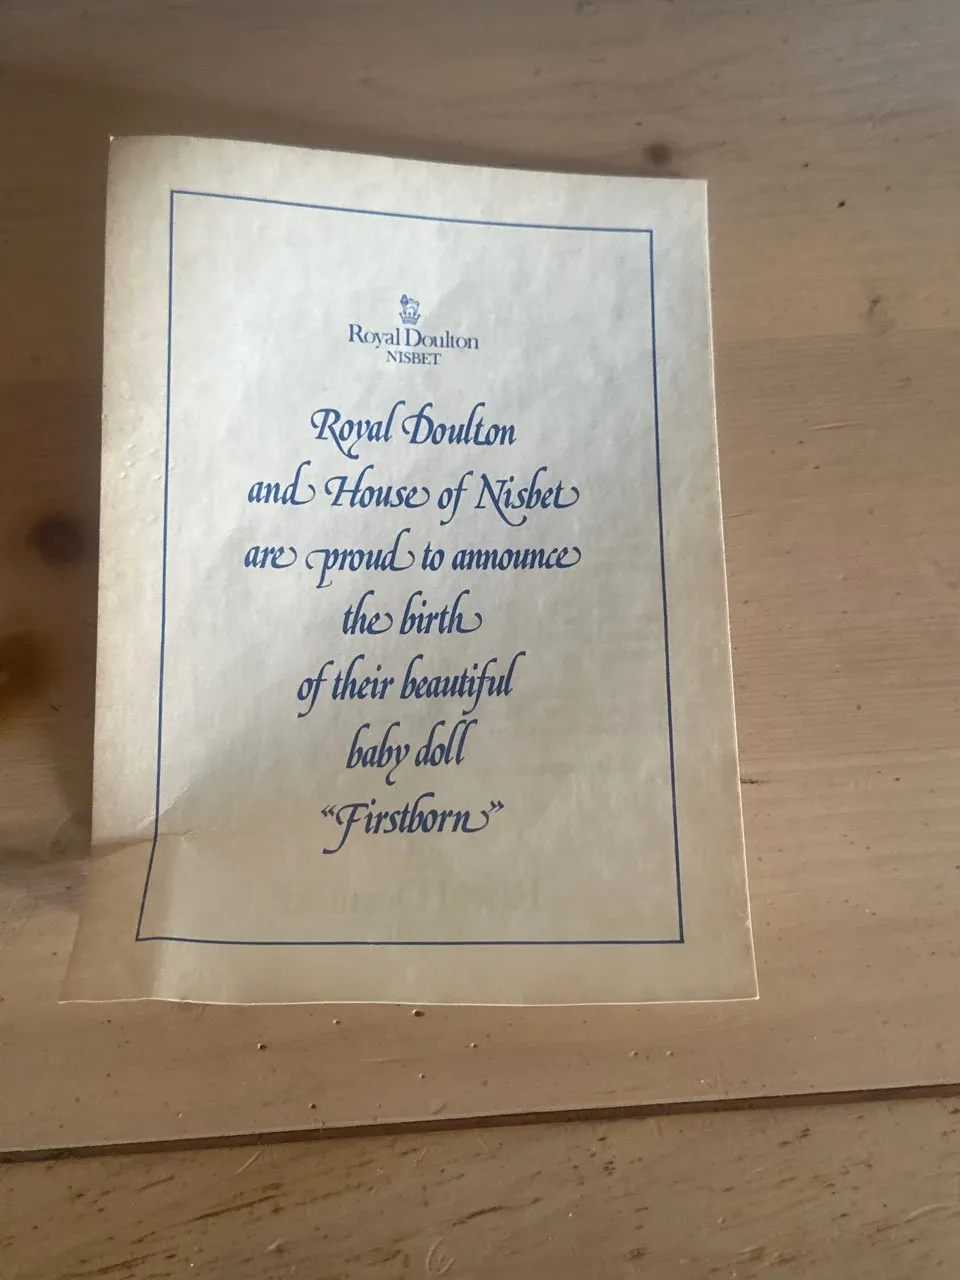 Royal Doulton
NISBET
Royal Doulton
and House of Nisbet
are proud to announce
the birth
of their beautiful
baby doll
“Firstborn”